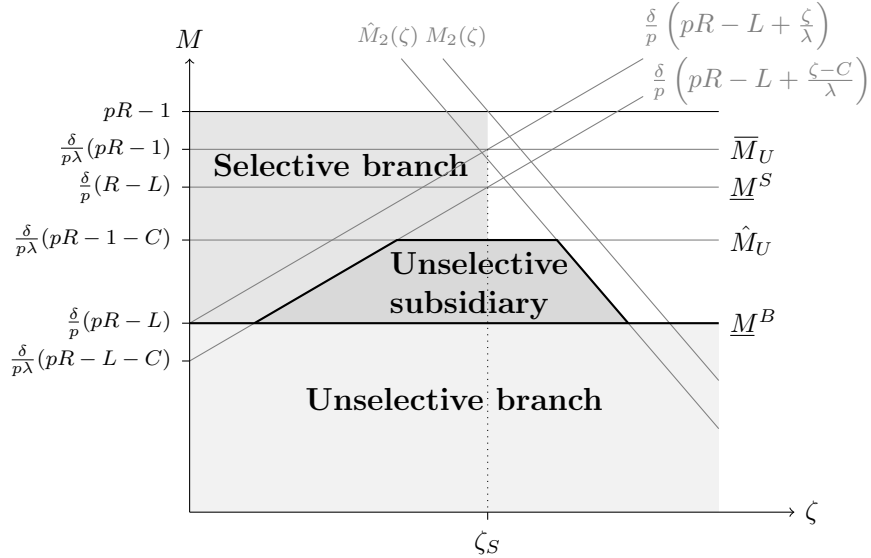 M
M̂₂(ζ) M₂(ζ)
δ/p (pR − L + ζ/λ)
δ/p (pR − L + (ζ−C)/λ)
pR − 1
δ/pλ (pR − 1)
M̅_U
Selective branch
δ/p (R − L)
M̲^S
δ/pλ (pR − 1 − C)
M̂_U
Unselective
subsidiary
δ/p (pR − L)
M̲^B
δ/pλ (pR − L − C)
Unselective branch
ζ
ζ_S